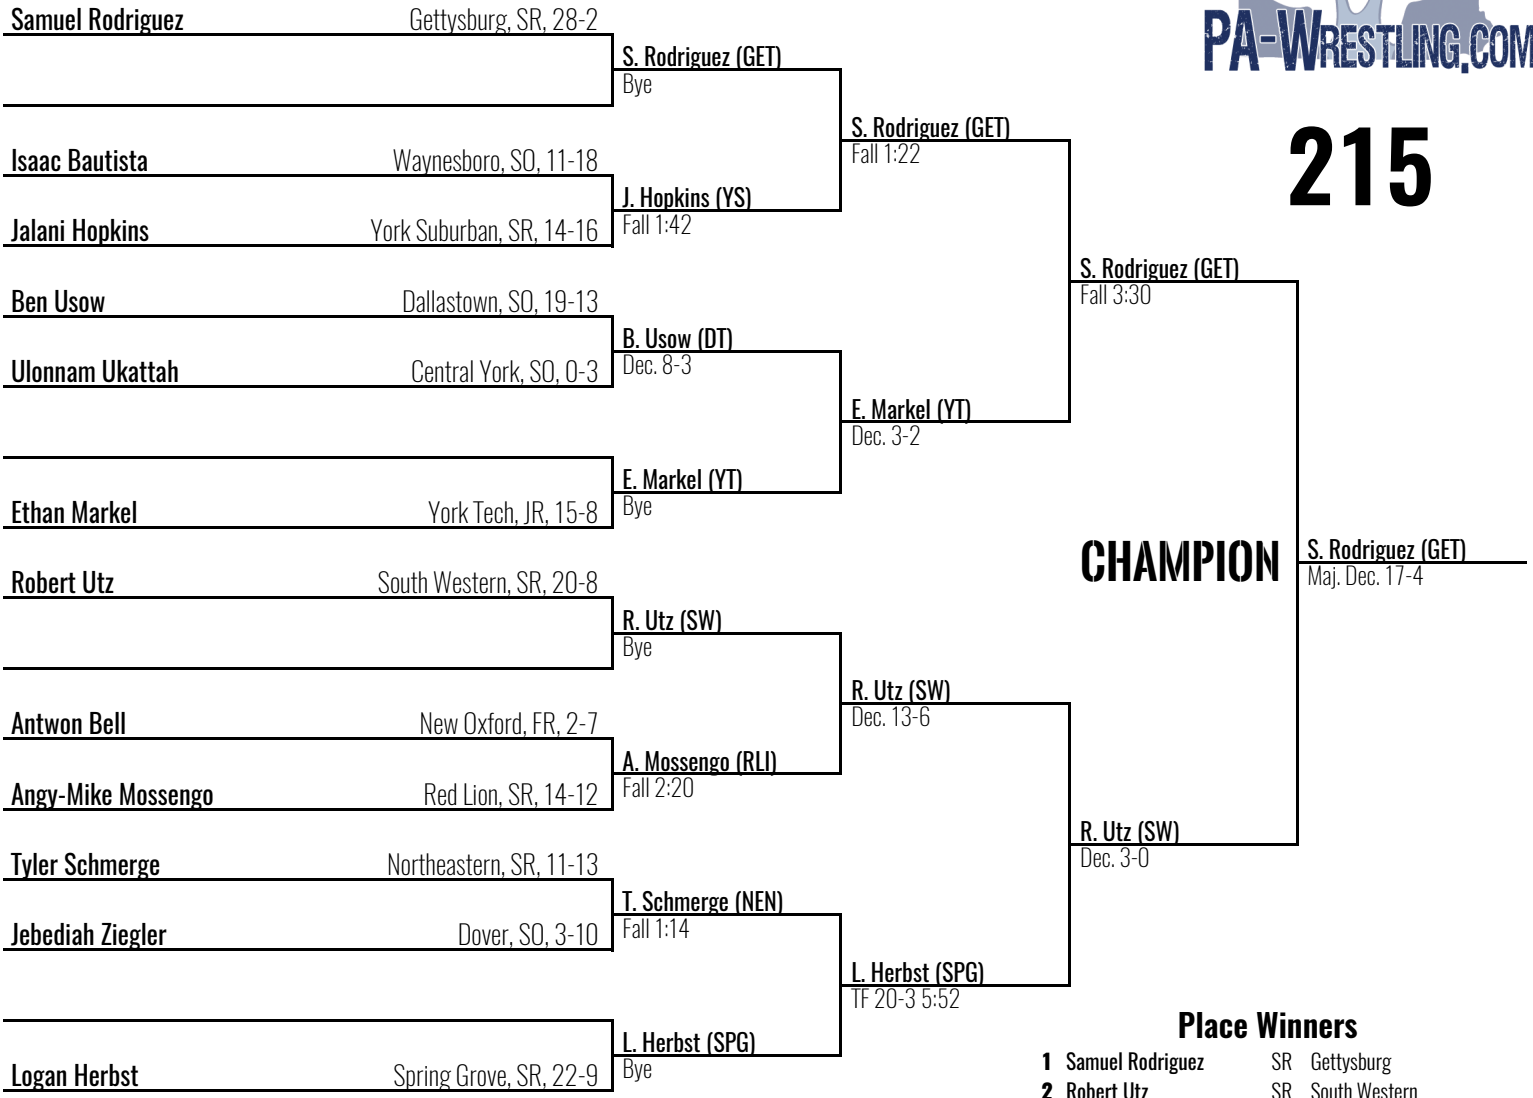 PA-WRESTLING.COM
215
Samuel Rodriguez Gettysburg, SR, 28-2
S. Rodriguez (GET)
Bye
S. Rodriguez (GET)
Fall 1:22
Isaac Bautista Waynesboro, SO, 11-18
J. Hopkins (YS)
Fall 1:42
Jalani Hopkins York Suburban, SR, 14-16
S. Rodriguez (GET)
Fall 3:30
Ben Usow Dallastown, SO, 19-13
B. Usow (DT)
Dec. 8-3
Ulonnam Ukattah Central York, SO, 0-3
E. Markel (YT)
Dec. 3-2
E. Markel (YT)
Bye
Ethan Markel York Tech, JR, 15-8
CHAMPION
S. Rodriguez (GET)
Maj. Dec. 17-4
Robert Utz South Western, SR, 20-8
R. Utz (SW)
Bye
R. Utz (SW)
Dec. 13-6
Antwon Bell New Oxford, FR, 2-7
A. Mossengo (RLI)
Fall 2:20
Angy-Mike Mossengo Red Lion, SR, 14-12
R. Utz (SW)
Dec. 3-0
Tyler Schmerge Northeastern, SR, 11-13
T. Schmerge (NEN)
Fall 1:14
Jebediah Ziegler Dover, SO, 3-10
L. Herbst (SPG)
TF 20-3 5:52
L. Herbst (SPG)
Bye
Logan Herbst Spring Grove, SR, 22-9
Place Winners
1 Samuel Rodriguez SR Gettysburg
2 Robert Utz SR South Western